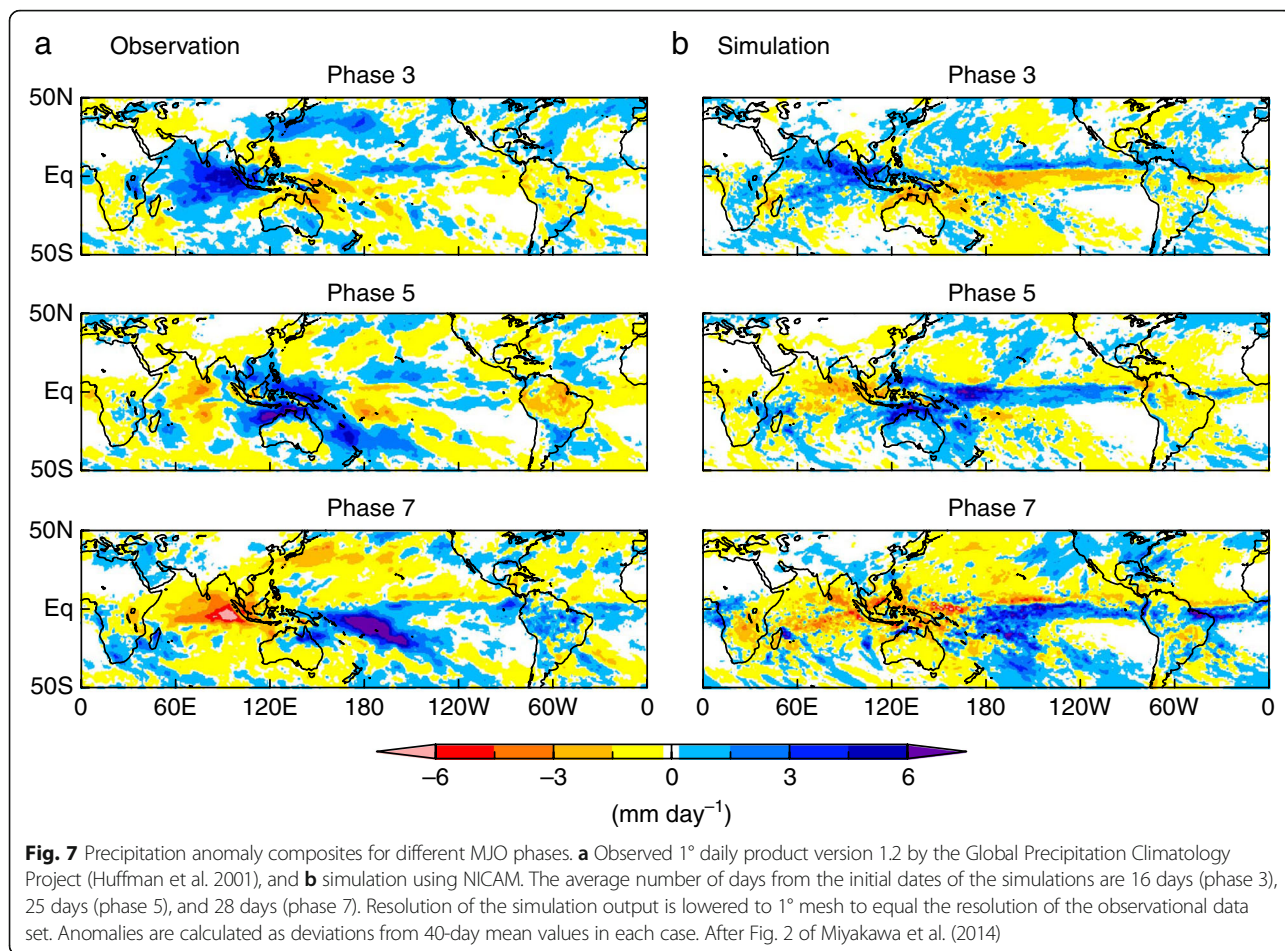 a Observation
b Simulation
Phase 3
Phase 3
50N
Eq
50S
Phase 5
Phase 5
50N
Eq
50S
Phase 7
Phase 7
50N
Eq
50S
0 60E 120E 180 120W 60W 0
0 60E 120E 180 120W 60W 0
−6 −3 0 3 6
(mm day⁻¹)
Fig. 7 Precipitation anomaly composites for different MJO phases. a Observed 1° daily product version 1.2 by the Global Precipitation Climatology
Project (Huffman et al. 2001), and b simulation using NICAM. The average number of days from the initial dates of the simulations are 16 days (phase 3),
25 days (phase 5), and 28 days (phase 7). Resolution of the simulation output is lowered to 1° mesh to equal the resolution of the observational data
set. Anomalies are calculated as deviations from 40-day mean values in each case. After Fig. 2 of Miyakawa et al. (2014)